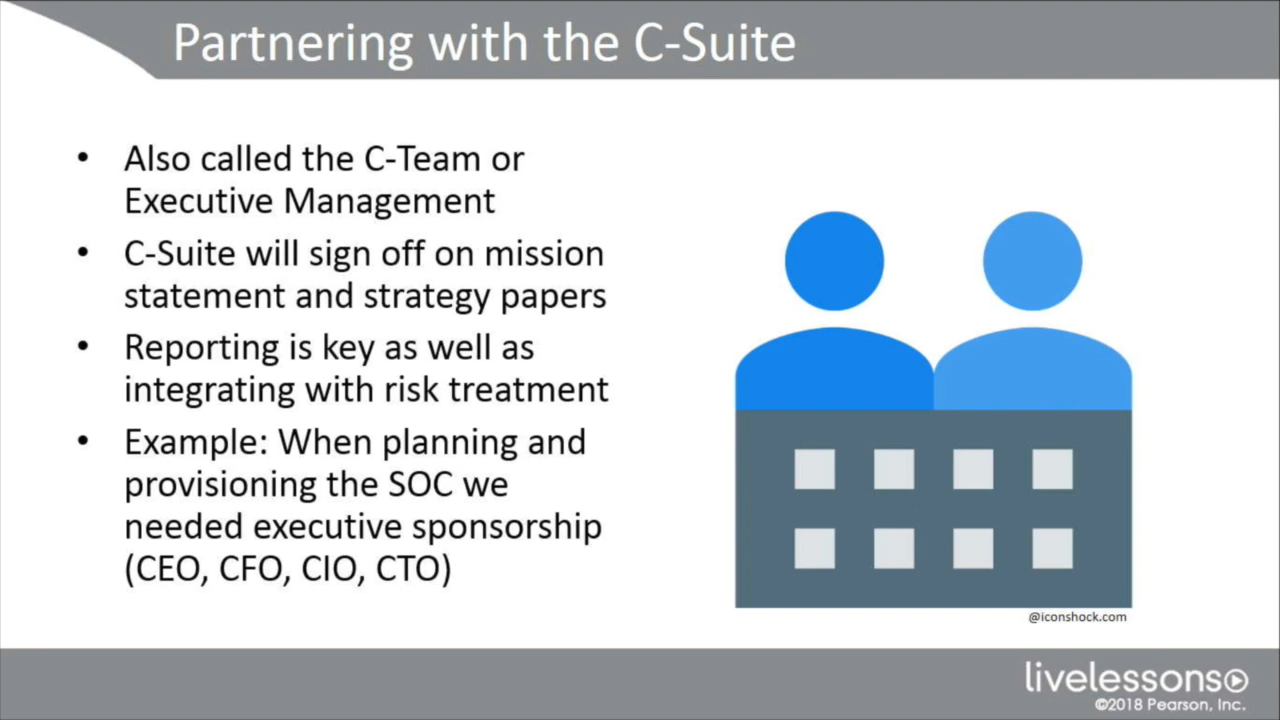 Partnering with the C-Suite
• Also called the C-Team or
Executive Management
• C-Suite will sign off on mission
statement and strategy papers
• Reporting is key as well as
integrating with risk treatment
• Example: When planning and
provisioning the SOC we
needed executive sponsorship
(CEO, CFO, CIO, CTO)
@iconshock.com
livelessons
©2018 Pearson, Inc.